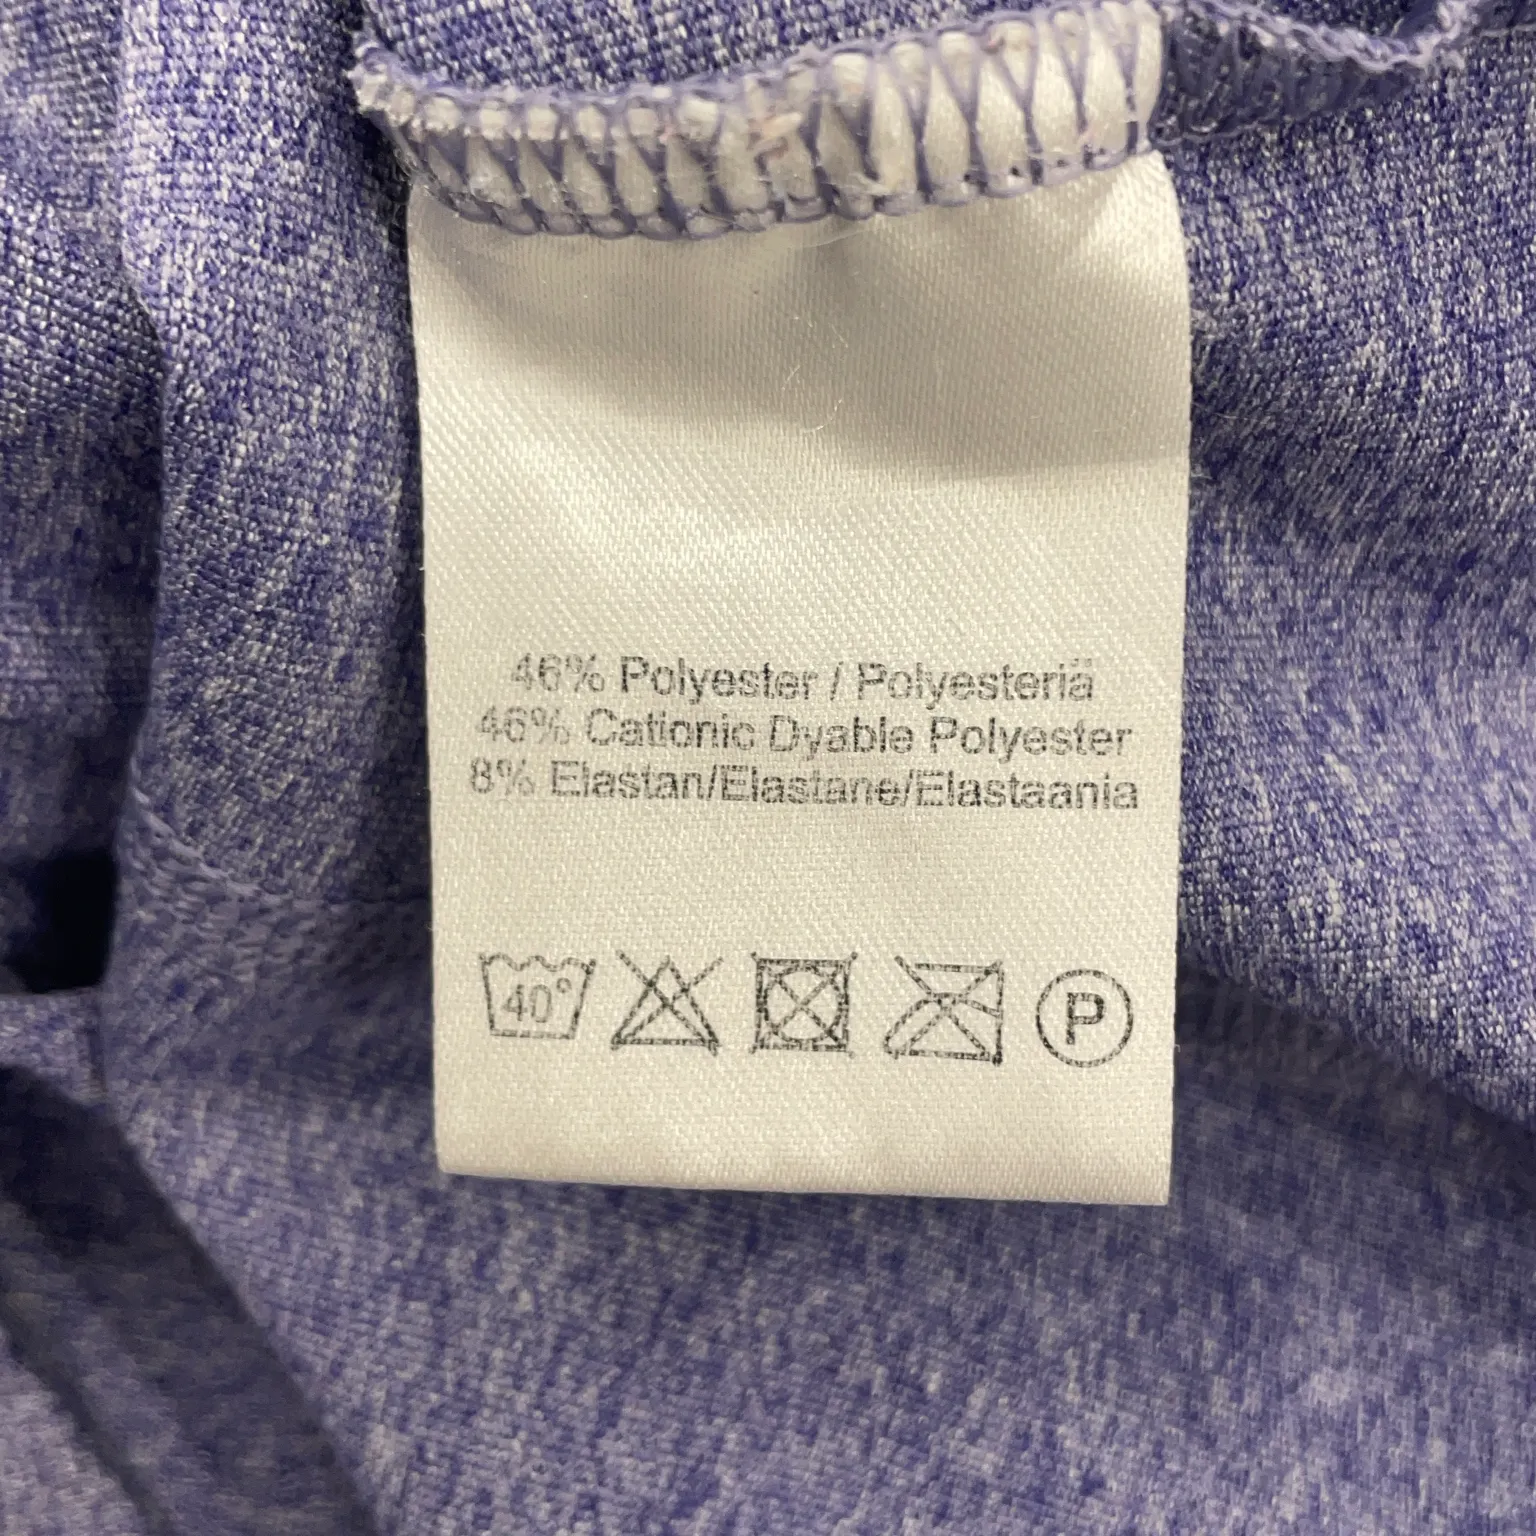 46% Polyester / Polyesteriä
46% Cationic Dyable Polyester
8% Elastan/Elastane/Elastaania
40°
P